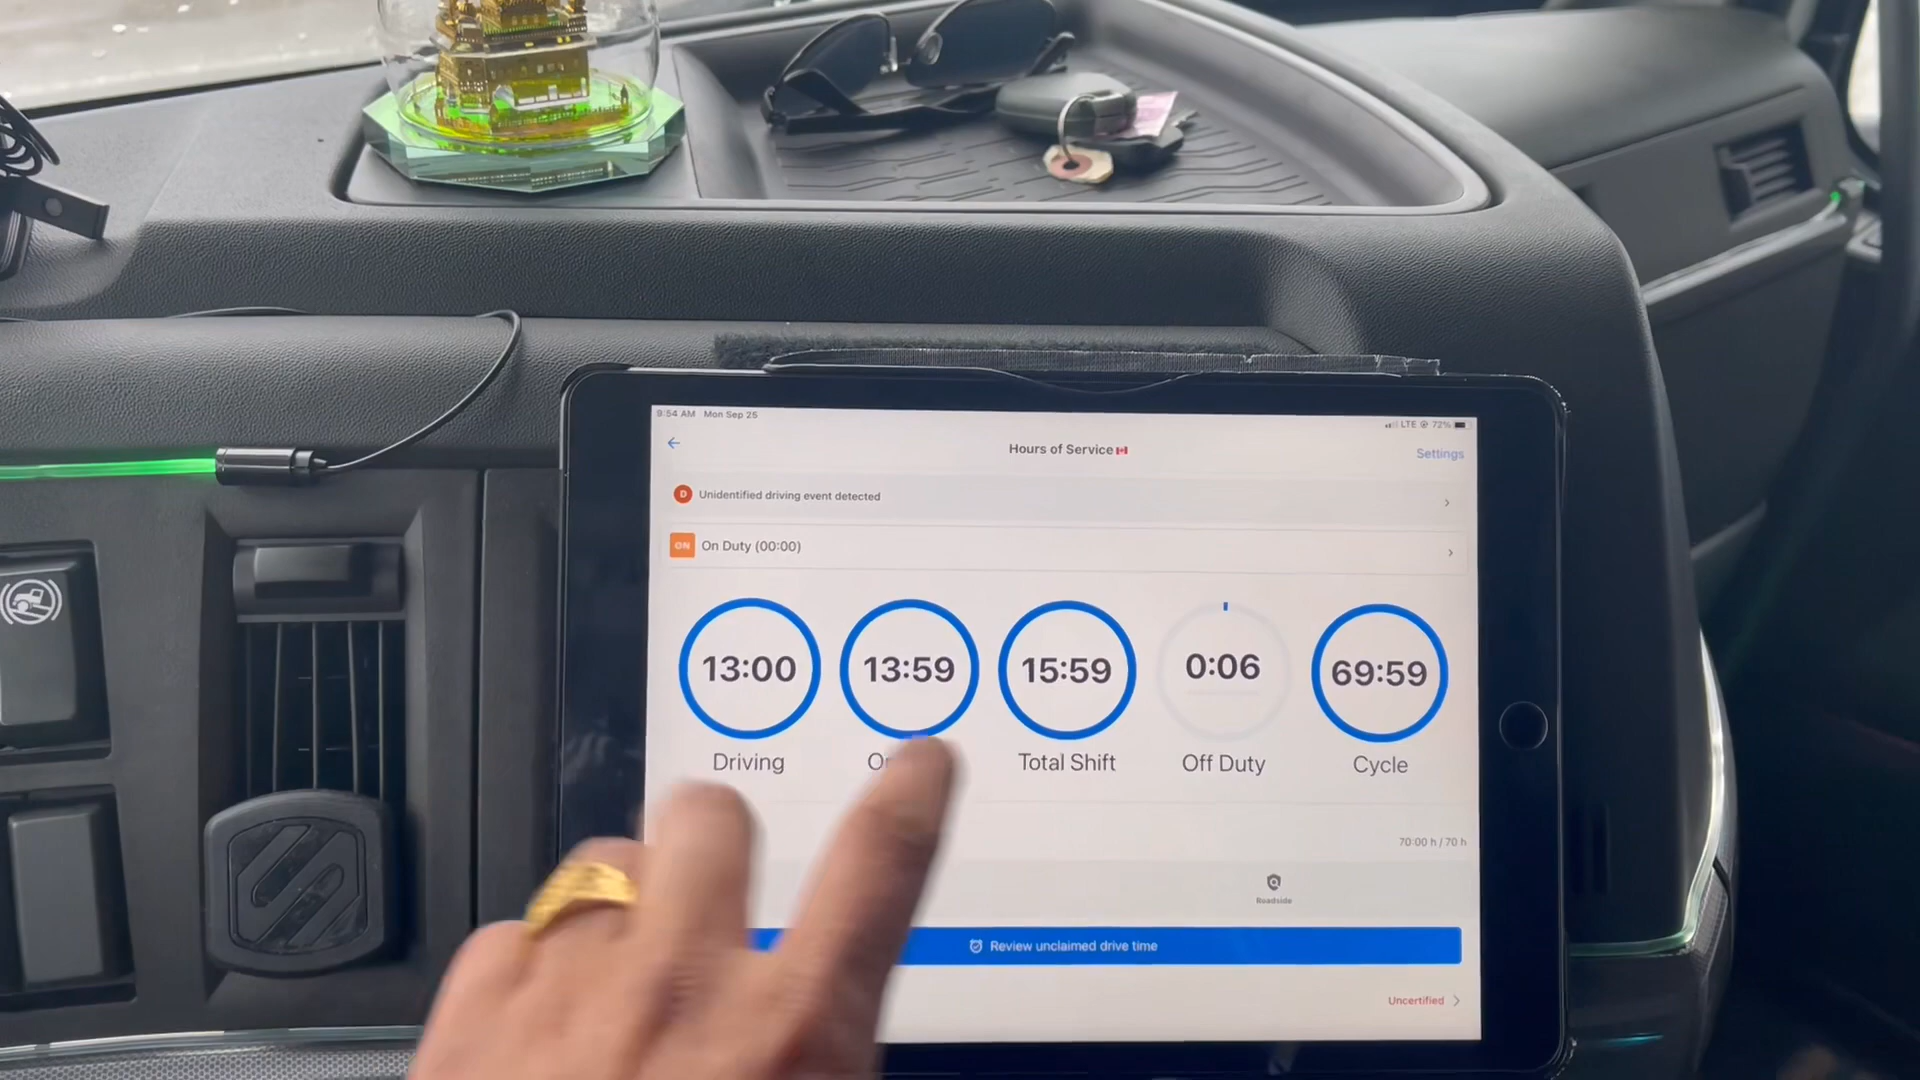 9:54 AM Mon Sep 25
LTE 72%
Hours of Service
Settings
D Unidentified driving event detected
ON On Duty (00:00)
13:00
13:59
15:59
0:06
69:59
Driving
Total Shift
Off Duty
Cycle
70:00 h / 70 h
Roadside
Review unclaimed drive time
Uncertified